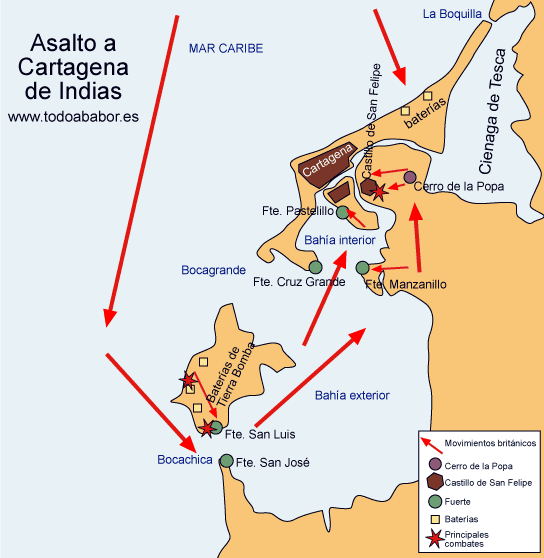 La Boquilla
Asalto a
Cartagena
de Indias
www.todoababor.es
MAR CARIBE
Cienaga de Tesca
baterías
Castillo de San Felipe
Cartagena
Cerro de la Popa
Fte. Pastelillo
Bahía interior
Bocagrande
Fte. Cruz Grande
Fte. Manzanillo
Baterías de
Tierra Bomba
Bahía exterior
Fte. San Luis
Bocachica
Fte. San José
Movimientos británicos
Cerro de la Popa
Castillo de San Felipe
Fuerte
Baterías
Principales
combates